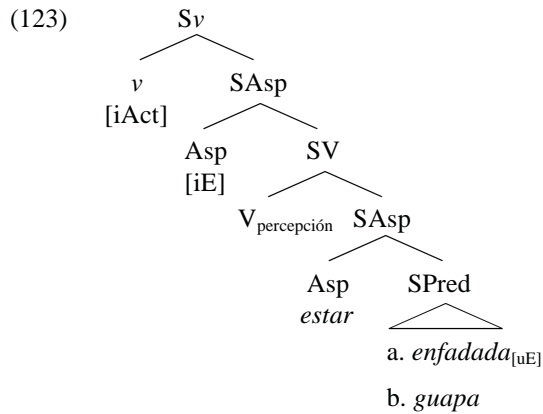 (123) Sv
v SAsp
[iAct]
Asp SV
[iE]
Vpercepción SAsp
Asp SPred
estar
a. enfadada[uE]
b. guapa